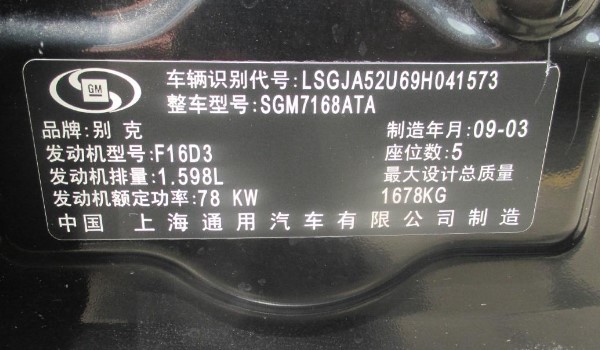 GM
车辆识别代号:LSGJA52U69H041573
整车型号:SGM7168ATA
品牌:别 克 制造年月:09-03
发动机型号:F16D3 座位数:5
发动机排量:1.598L 最大设计总质量
发动机额定功率:78 KW 1678KG
中国 上海通用汽车有限公司制造